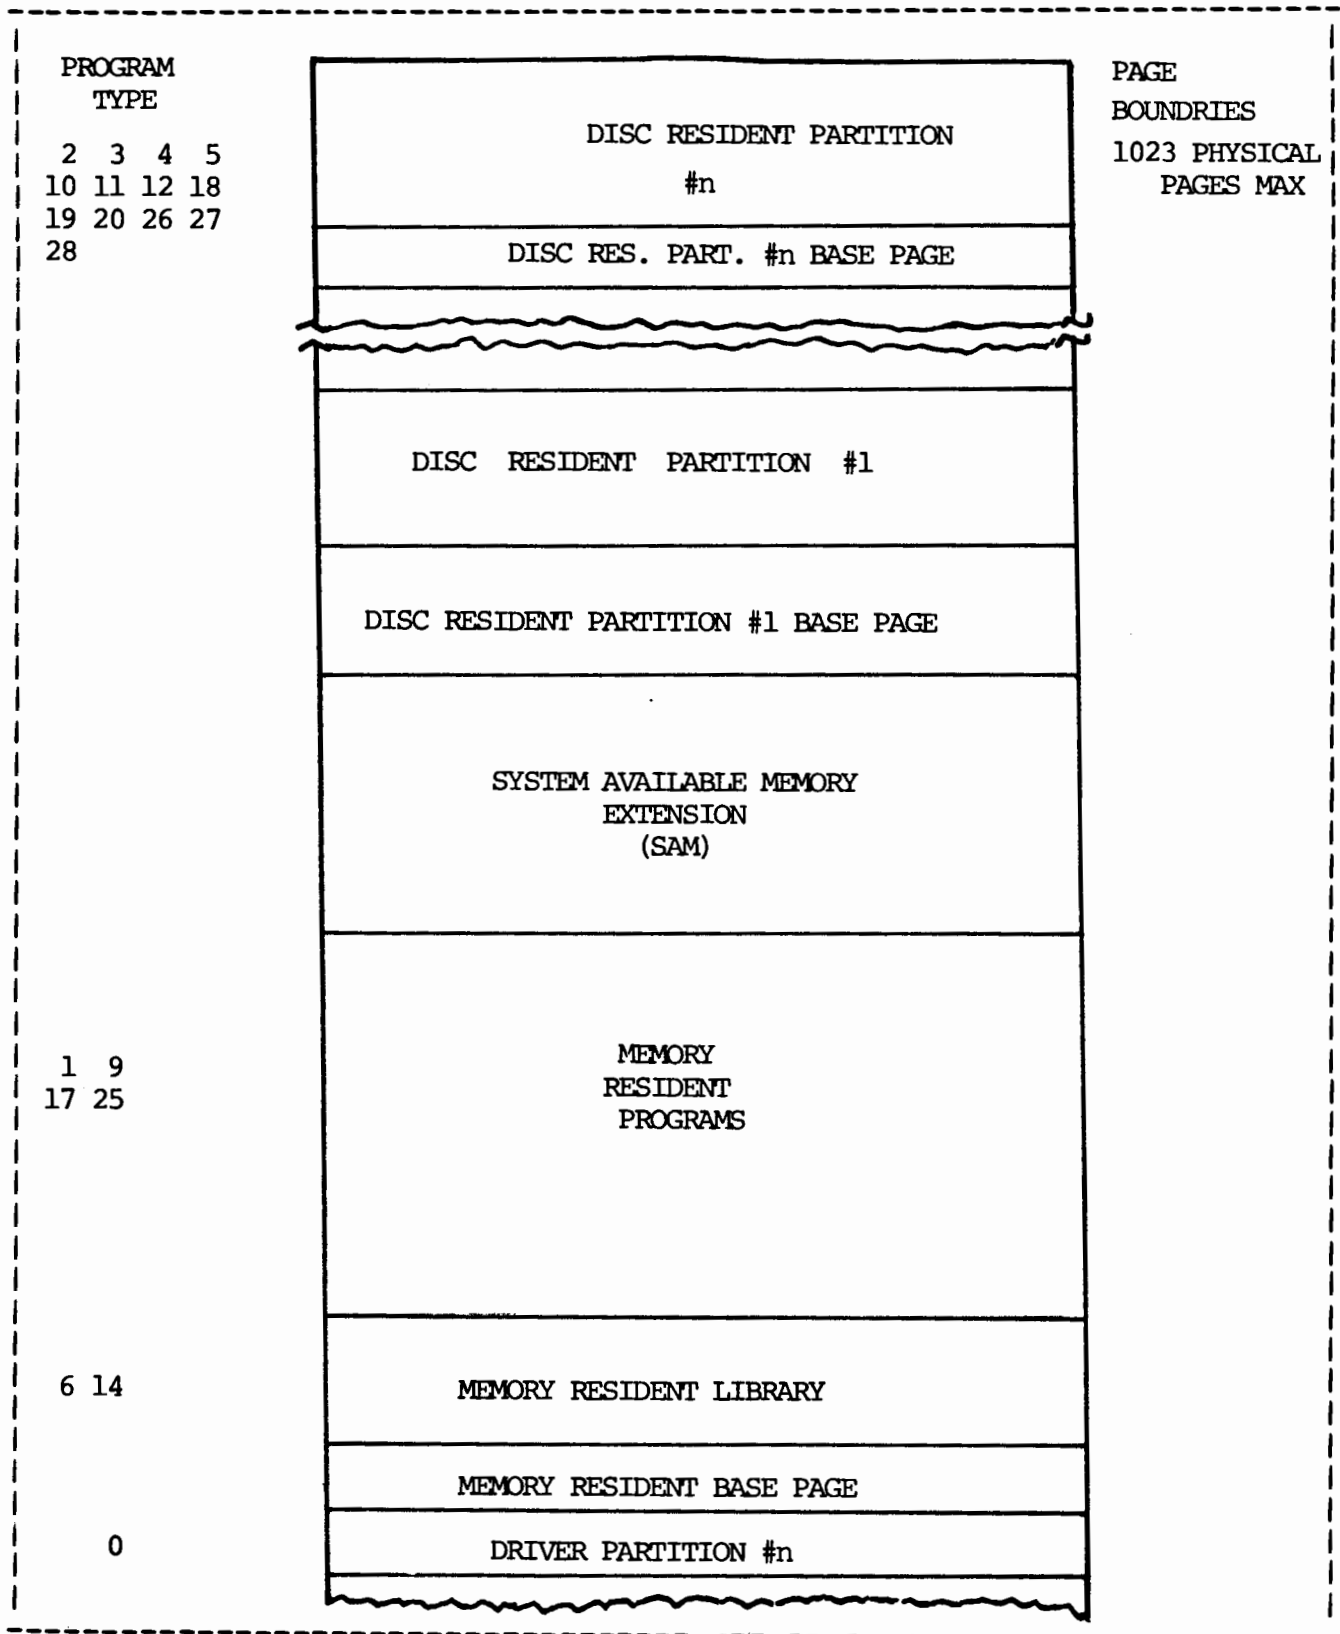 PROGRAM
TYPE
2 3 4 5
10 11 12 18
19 20 26 27
28
PAGE
BOUNDRIES
1023 PHYSICAL
PAGES MAX
DISC RESIDENT PARTITION
#n
DISC RES. PART. #n BASE PAGE
DISC RESIDENT PARTITION #1
DISC RESIDENT PARTITION #1 BASE PAGE
SYSTEM AVAILABLE MEMORY
EXTENSION
(SAM)
1 9
17 25
MEMORY
RESIDENT
PROGRAMS
6 14
MEMORY RESIDENT LIBRARY
MEMORY RESIDENT BASE PAGE
0
DRIVER PARTITION #n